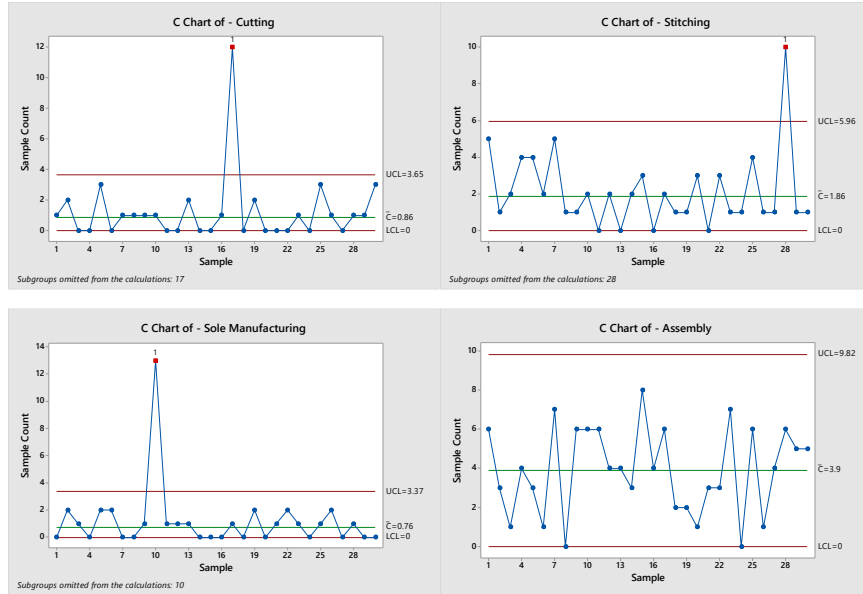 C Chart of - Cutting
1
12
10
8
6
4
2
0
Sample Count
UCL=3.65
C̄=0.86
LCL=0
1 4 7 10 13 16 19 22 25 28
Sample
Subgroups omitted from the calculations: 17
C Chart of - Stitching
1
10
8
6
4
2
0
Sample Count
UCL=5.96
C̄=1.86
LCL=0
1 4 7 10 13 16 19 22 25 28
Sample
Subgroups omitted from the calculations: 28
C Chart of - Sole Manufacturing
1
14
12
10
8
6
4
2
0
Sample Count
UCL=3.37
C̄=0.76
LCL=0
1 4 7 10 13 16 19 22 25 28
Sample
Subgroups omitted from the calculations: 10
C Chart of - Assembly
10
8
6
4
2
0
Sample Count
UCL=9.82
C̄=3.9
LCL=0
1 4 7 10 13 16 19 22 25 28
Sample